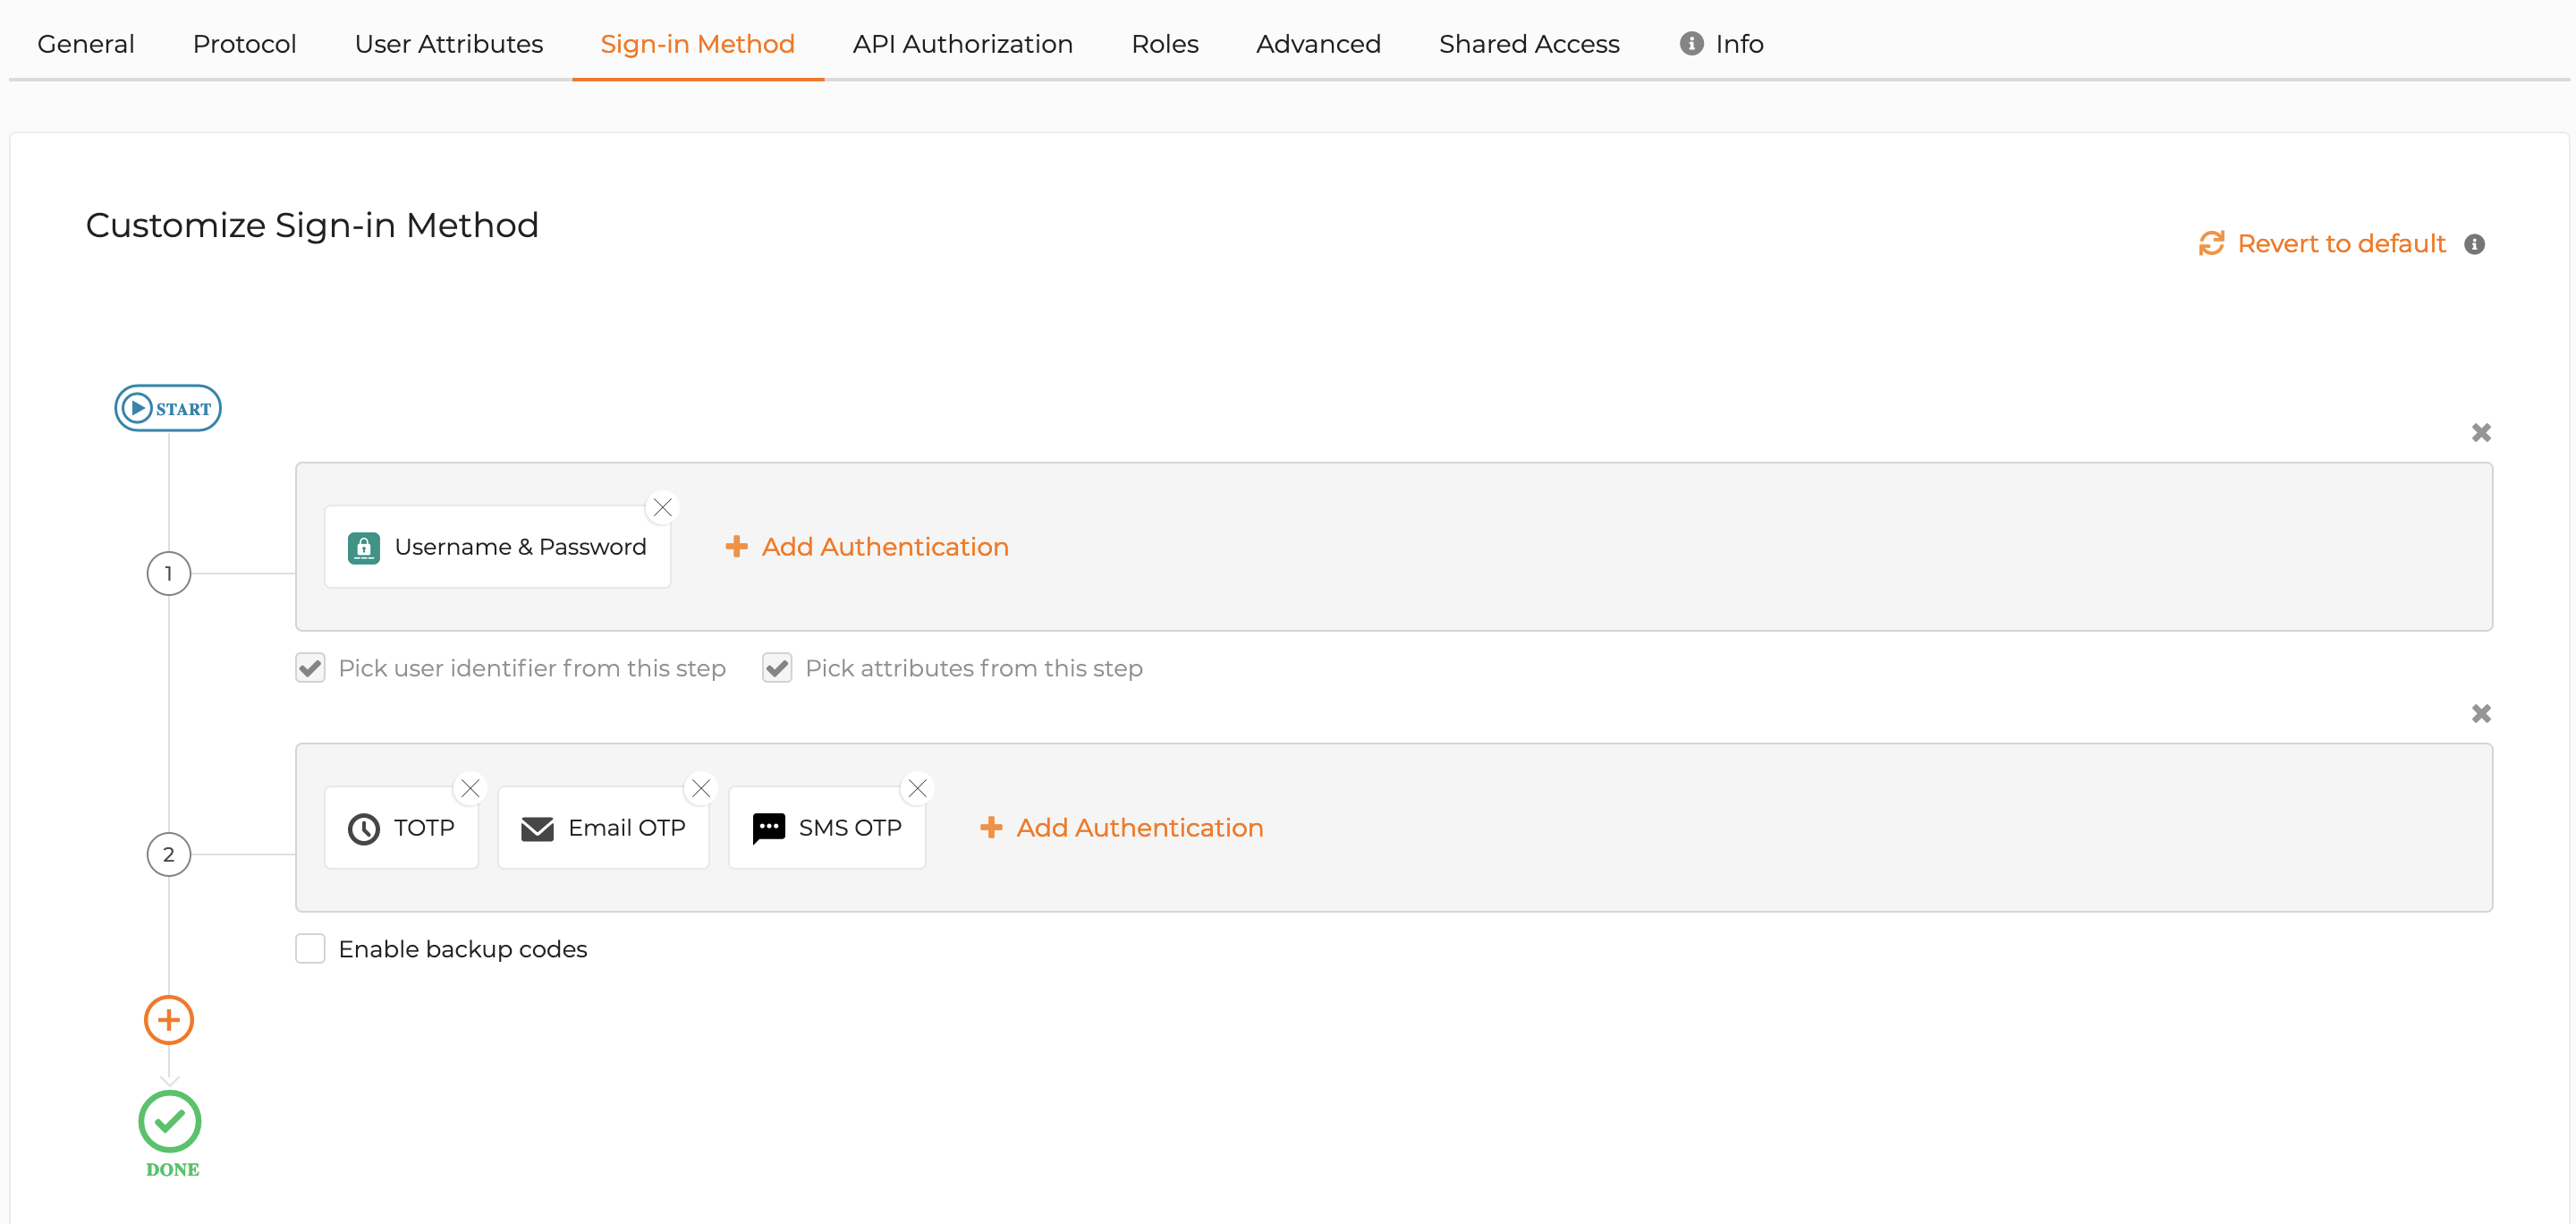 General Protocol User Attributes Sign-in Method API Authorization Roles Advanced Shared Access Info
Customize Sign-in Method
Revert to default
START
1
Username & Password
Add Authentication
Pick user identifier from this step Pick attributes from this step
2
TOTP Email OTP SMS OTP
Add Authentication
Enable backup codes
DONE